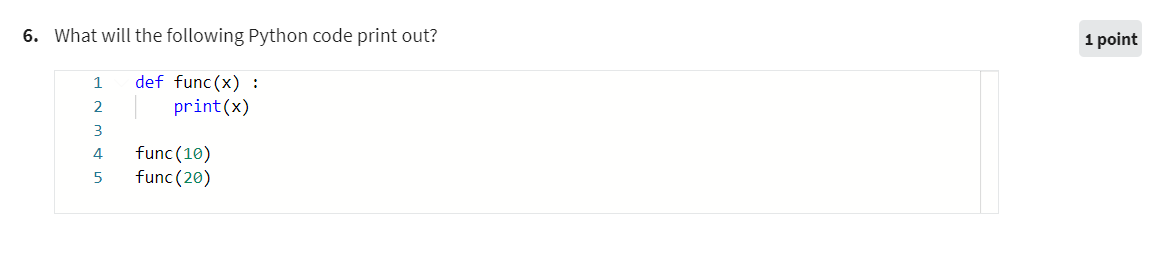 6. What will the following Python code print out?
1 point
1 def func(x) :
2     print(x)
3
4 func(10)
5 func(20)